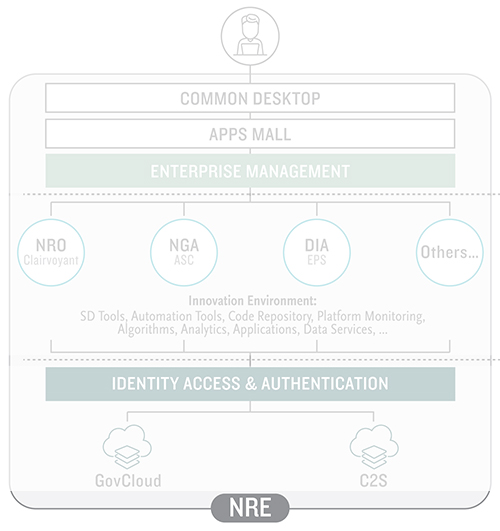 COMMON DESKTOP
APPS MALL
ENTERPRISE MANAGEMENT
NRO
Clairvoyant
NGA
ASC
DIA
EPS
Others...
Innovation Environment:
SD Tools, Automation Tools, Code Repository, Platform Monitoring,
Algorithms, Analytics, Applications, Data Services, ...
IDENTITY ACCESS & AUTHENTICATION
GovCloud
C2S
NRE